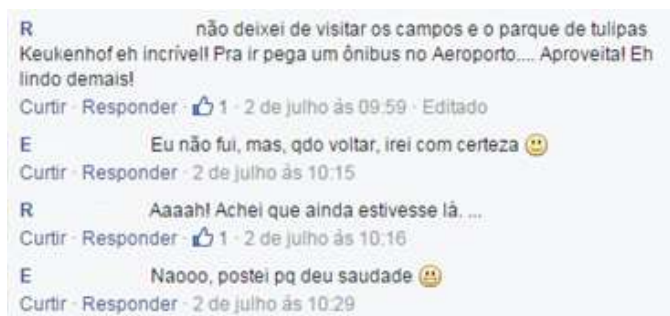 R não deixei de visitar os campos e o parque de tulipas
Keukenhof eh incrivel! Pra ir pega um ônibus no Aeroporto.... Aproveita! Eh
lindo demais!
Curtir · Responder · 1 · 2 de julho às 09:59 · Editado
E Eu não fui, mas, qdo voltar, irei com certeza
Curtir · Responder · 2 de julho às 10:15
R Aaaah! Achei que ainda estivesse lá. ...
Curtir · Responder · 1 · 2 de julho às 10:16
E Naooo, postei pq deu saudade
Curtir · Responder · 2 de julho às 10:29